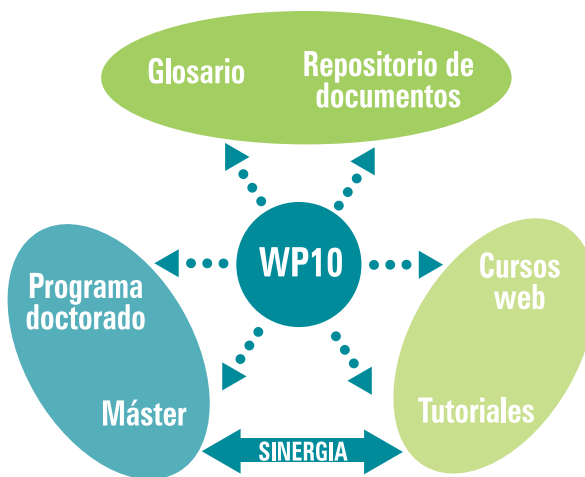 Glosario
Repositorio de
documentos
WP10
Programa
doctorado
Máster
Cursos
web
Tutoriales
SINERGIA